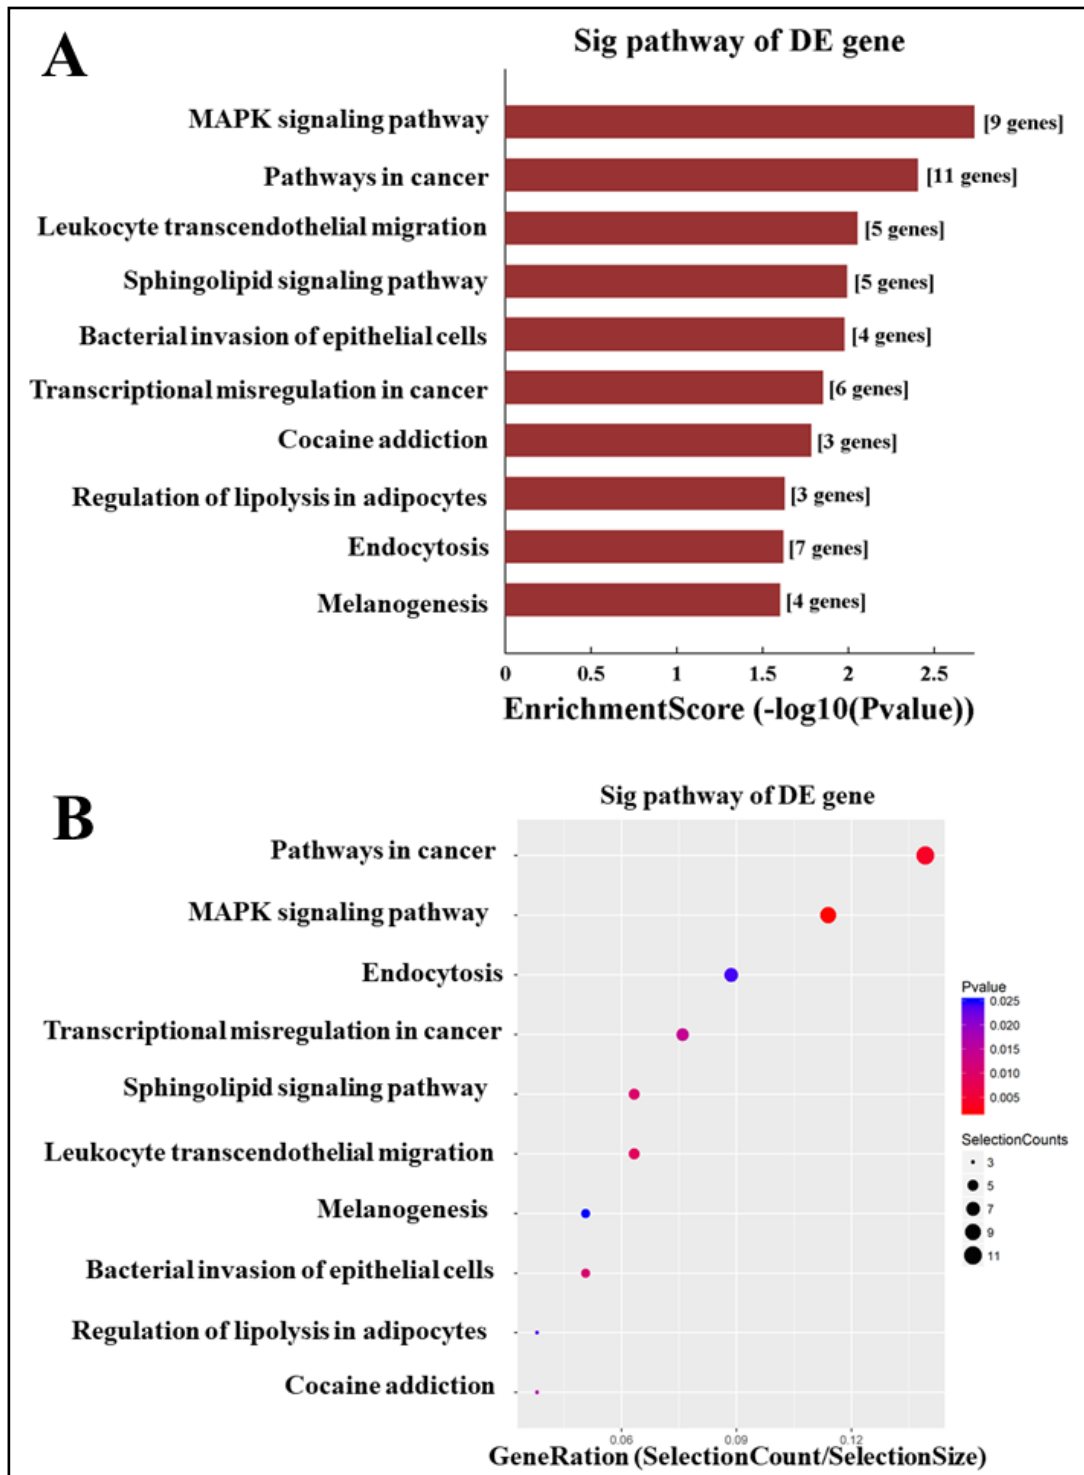 A
Sig pathway of DE gene
MAPK signaling pathway [9 genes]
Pathways in cancer [11 genes]
Leukocyte transcendothelial migration [5 genes]
Sphingolipid signaling pathway [5 genes]
Bacterial invasion of epithelial cells [4 genes]
Transcriptional misregulation in cancer [6 genes]
Cocaine addiction [3 genes]
Regulation of lipolysis in adipocytes [3 genes]
Endocytosis [7 genes]
Melanogenesis [4 genes]
0 0.5 1 1.5 2 2.5
EnrichmentScore (-log10(Pvalue))
B
Sig pathway of DE gene
Pathways in cancer
MAPK signaling pathway
Endocytosis
Transcriptional misregulation in cancer
Sphingolipid signaling pathway
Leukocyte transcendothelial migration
Melanogenesis
Bacterial invasion of epithelial cells
Regulation of lipolysis in adipocytes
Cocaine addiction
0.06 0.09 0.12
GeneRation (SelectionCount/SelectionSize)
Pvalue
0.025
0.020
0.015
0.010
0.005
SelectionCounts
3
5
7
9
11